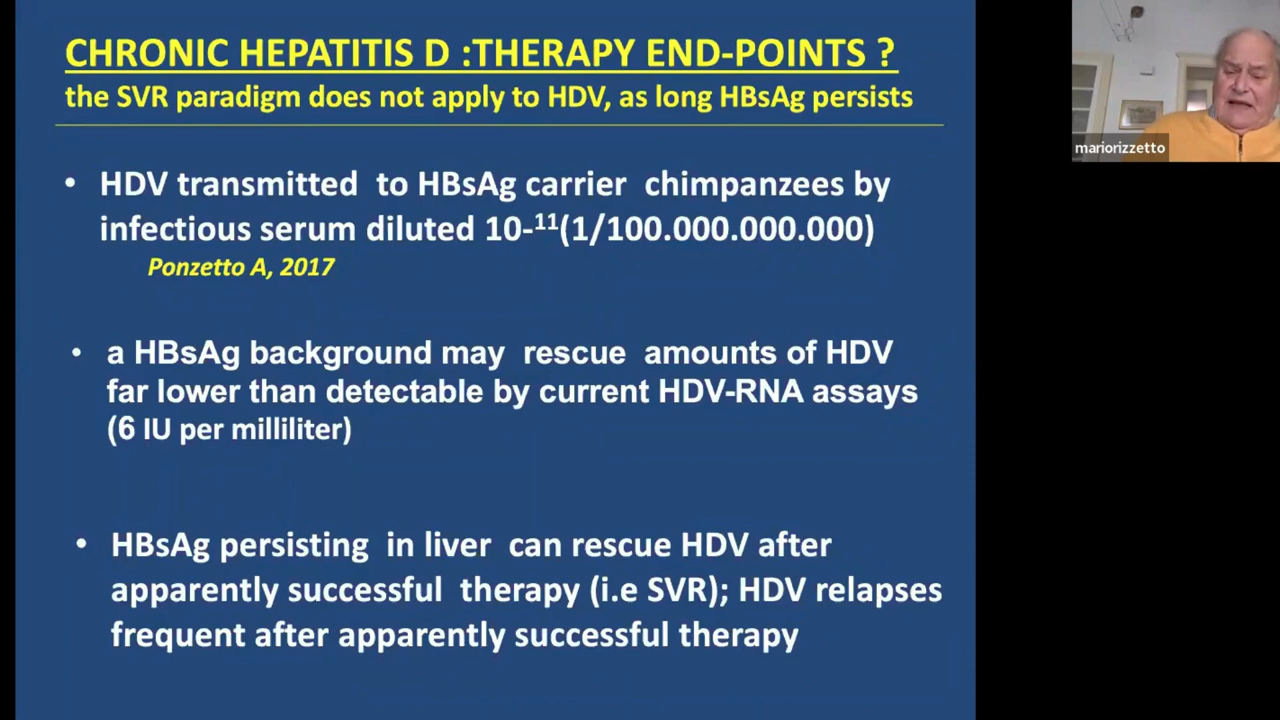 CHRONIC HEPATITIS D :THERAPY END-POINTS ?
the SVR paradigm does not apply to HDV, as long HBsAg persists
mariorizzetto
• HDV transmitted to HBsAg carrier chimpanzees by
infectious serum diluted 10-¹¹(1/100.000.000.000)
Ponzetto A, 2017
• a HBsAg background may rescue amounts of HDV
far lower than detectable by current HDV-RNA assays
(6 IU per milliliter)
• HBsAg persisting in liver can rescue HDV after
apparently successful therapy (i.e SVR); HDV relapses
frequent after apparently successful therapy